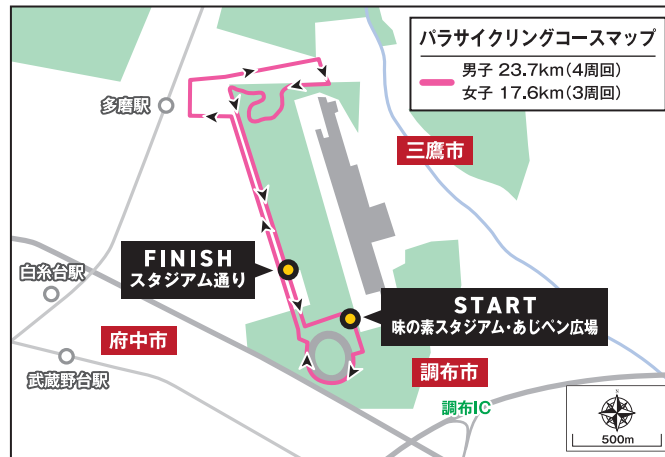 パラサイクリングコースマップ
男子 23.7km(4周回)
女子 17.6km(3周回)
多磨駅
三鷹市
FINISH
スタジアム通り
白糸台駅
START
味の素スタジアム・あじペン広場
府中市
武蔵野台駅
調布市
調布IC
N
500m